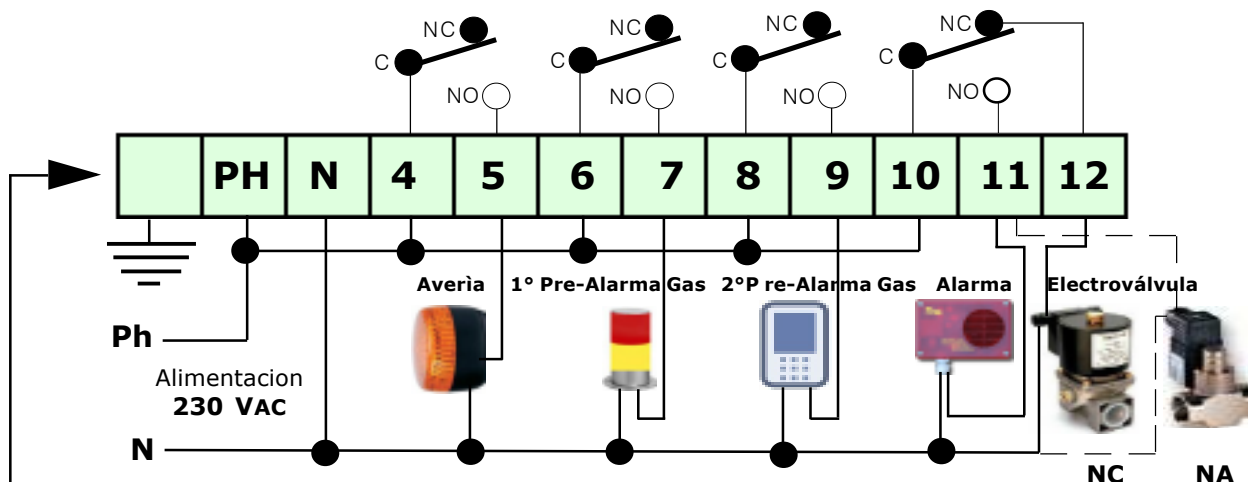 NC NC NC NC
C C C C
NO NO NO NO
PH N 4 5 6 7 8 9 10 11 12
Averìa 1° Pre-Alarma Gas 2°P re-Alarma Gas Alarma Electroválvula
Ph
Alimentacion
230 VAC
N
NC NA